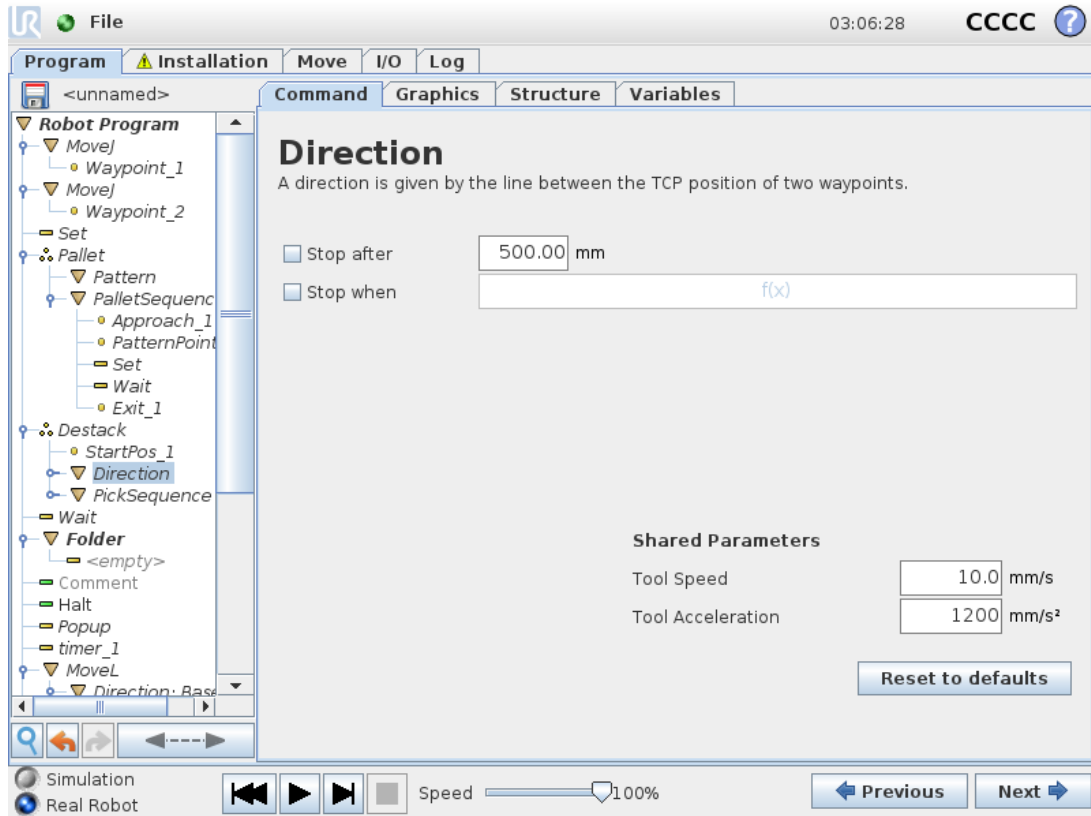 UR File 03:06:28 CCCC ?
Program Installation Move I/O Log
<unnamed> Command Graphics Structure Variables
Robot Program
MoveJ
Waypoint_1
MoveJ
Waypoint_2
Set
Pallet
Pattern
PalletSequenc
Approach_1
PatternPoint
Set
Wait
Exit_1
Destack
StartPos_1
Direction
PickSequence
Wait
Folder
<empty>
Comment
Halt
Popup
timer_1
MoveL
Direction: Base
Direction
A direction is given by the line between the TCP position of two waypoints.
Stop after 500.00 mm
Stop when f(x)
Shared Parameters
Tool Speed 10.0 mm/s
Tool Acceleration 1200 mm/s²
Reset to defaults
Simulation
Real Robot
Speed 100%
Previous Next